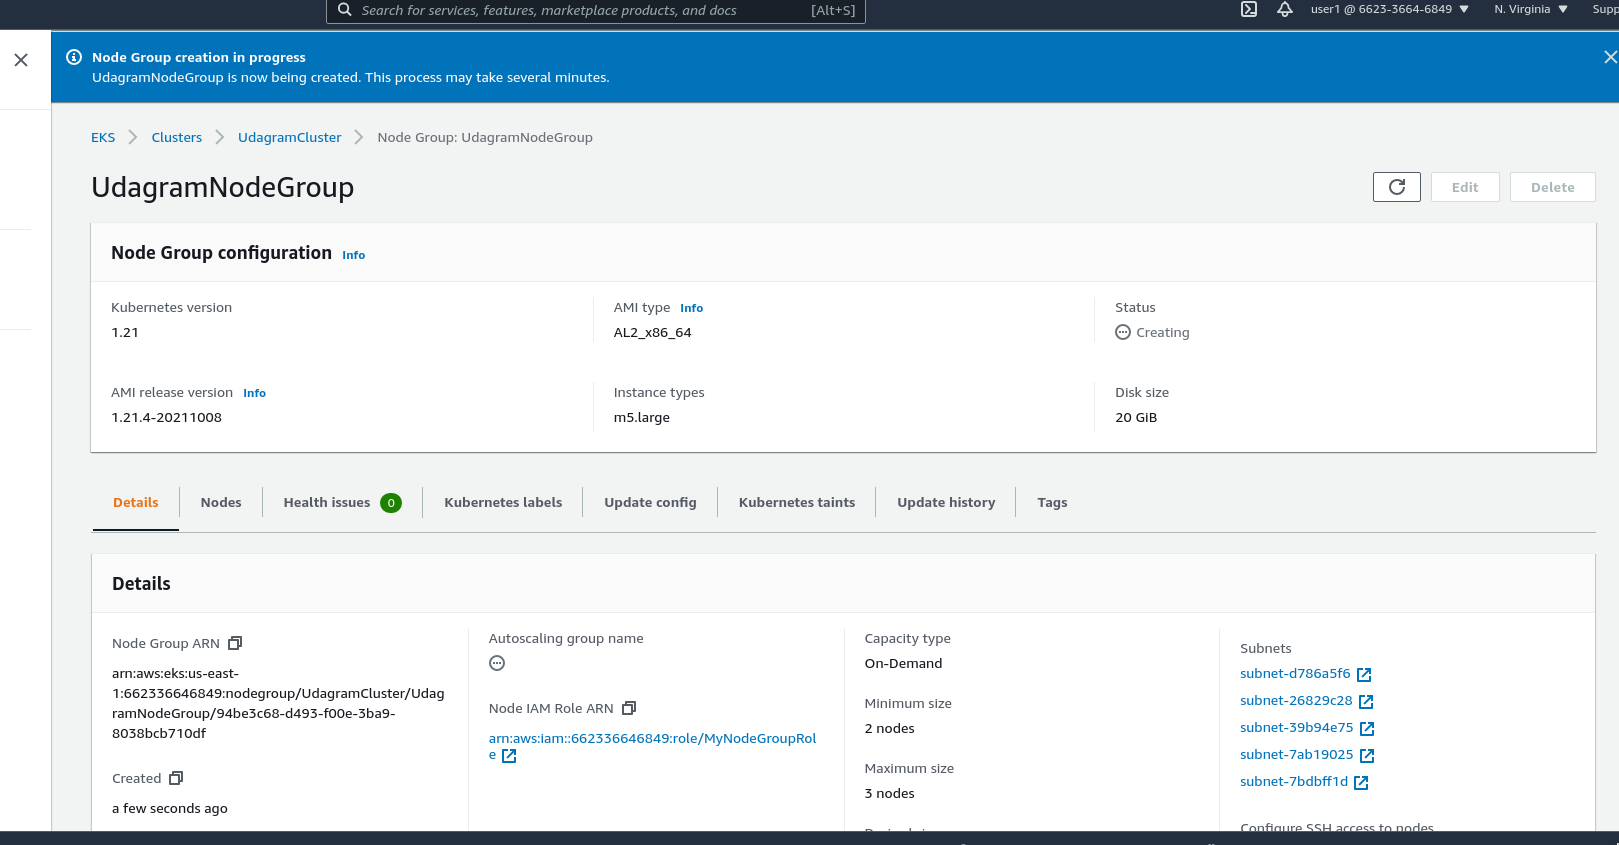 Search for services, features, marketplace products, and docs [Alt+S] user1 @ 6623-3664-6849 N. Virginia Supp
Node Group creation in progress
UdagramNodeGroup is now being created. This process may take several minutes.
EKS Clusters UdagramCluster Node Group: UdagramNodeGroup
UdagramNodeGroup Edit Delete
Node Group configuration Info
Kubernetes version AMI type Info Status
1.21 AL2_x86_64 Creating
AMI release version Info Instance types Disk size
1.21.4-20211008 m5.large 20 GiB
Details Nodes Health issues 0 Kubernetes labels Update config Kubernetes taints Update history Tags
Details
Node Group ARN
arn:aws:eks:us-east-
1:662336646849:nodegroup/UdagramCluster/Udag
ramNodeGroup/94be3c68-d493-f00e-3ba9-
8038bcb710df
Created
a few seconds ago
Autoscaling group name
Node IAM Role ARN
arn:aws:iam::662336646849:role/MyNodeGroupRol
e
Capacity type
On-Demand
Minimum size
2 nodes
Maximum size
3 nodes
Subnets
subnet-d786a5f6
subnet-26829c28
subnet-39b94e75
subnet-7ab19025
subnet-7bdbff1d
Configure SSH access to nodes